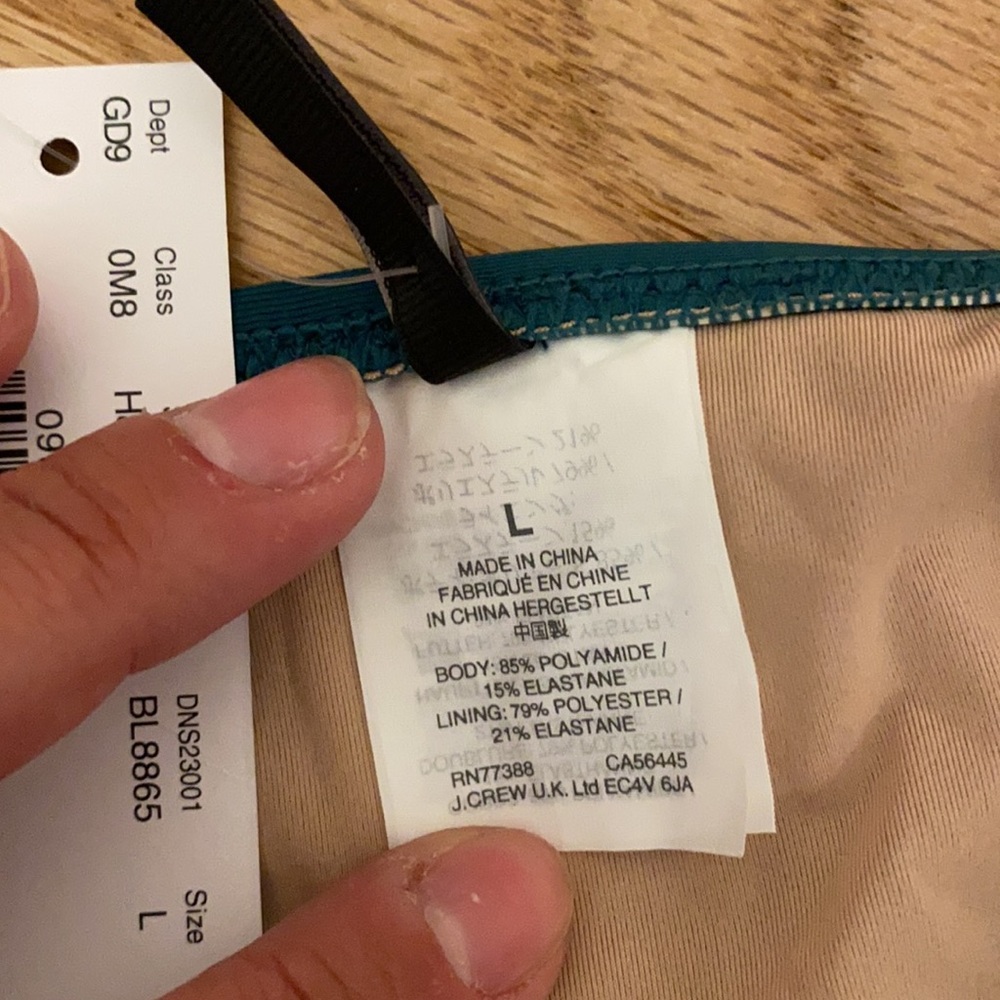 Dept
GD9
Class
0M8
09
DNS23001
BL8865
Size
L
L
MADE IN CHINA
FABRIQUÉ EN CHINE
IN CHINA HERGESTELLT
中国製
BODY: 85% POLYAMIDE /
15% ELASTANE
LINING: 79% POLYESTER /
21% ELASTANE
RN77388 CA56445
J.CREW U.K. Ltd EC4V 6JA